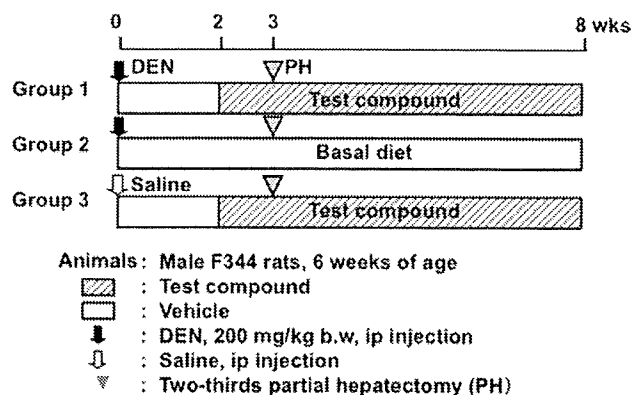 0 2 3 8 wks
DEN PH
Group 1 Test compound
Group 2 Basal diet
Saline
Group 3 Test compound
Animals : Male F344 rats, 6 weeks of age
: Test compound
: Vehicle
: DEN, 200 mg/kg b.w, ip injection
: Saline, ip injection
: Two-thirds partial hepatectomy (PH)